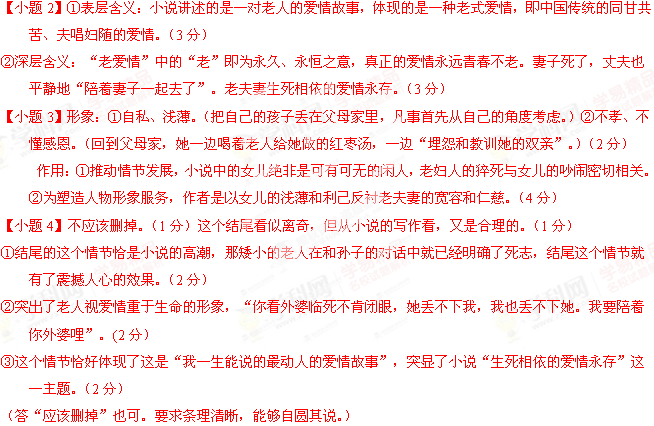 【小题 2】①表层含义：小说讲述的是一对老人的爱情故事，体现的是一种老式爱情，即中国传统的同甘共
苦、夫唱妇随的爱情。（3 分）
②深层含义：“老爱情”中的“老”即为永久、永恒之意，真正的爱情永远青春不老。妻子死了，丈夫也
平静地“陪着妻子一起去了”。老夫妻生死相依的爱情永存。（3 分）
【小题 3】形象：①自私、浅薄。（把自己的孩子丢在父母家里，凡事首先从自己的角度考虑。）②不孝、不
懂感恩。（回到父母家，她一边喝着老人给她做的红枣汤，一边“埋怨和教训她的双亲”。）（2 分）
作用：①推动情节发展，小说中的女儿绝非是可有可无的闲人，老妇人的猝死与女儿的吵闹密切相关。
②为塑造人物形象服务，作者是以女儿的浅薄和利己反衬老夫妻的宽容和仁慈。（4 分）
【小题 4】不应该删掉。（1 分）这个结尾看似离奇，但从小说的写作看，又是合理的。（1 分）
①结尾的这个情节恰是小说的高潮，那矮小的老人在和孙子的对话中就已经明确了死志，结尾这个情节就
有了震撼人心的效果。（2 分）
②突出了老人视爱情重于生命的形象，“你看外婆临死不肯闭眼，她丢不下我，我也丢不下她。我要陪着
你外婆哩”。（2 分）
③这个情节恰好体现了这是“我一生能说的最动人的爱情故事”，突显了小说“生死相依的爱情永存”这
一主题。（2 分）
（答“应该删掉”也可。要求条理清晰，能够自圆其说。）